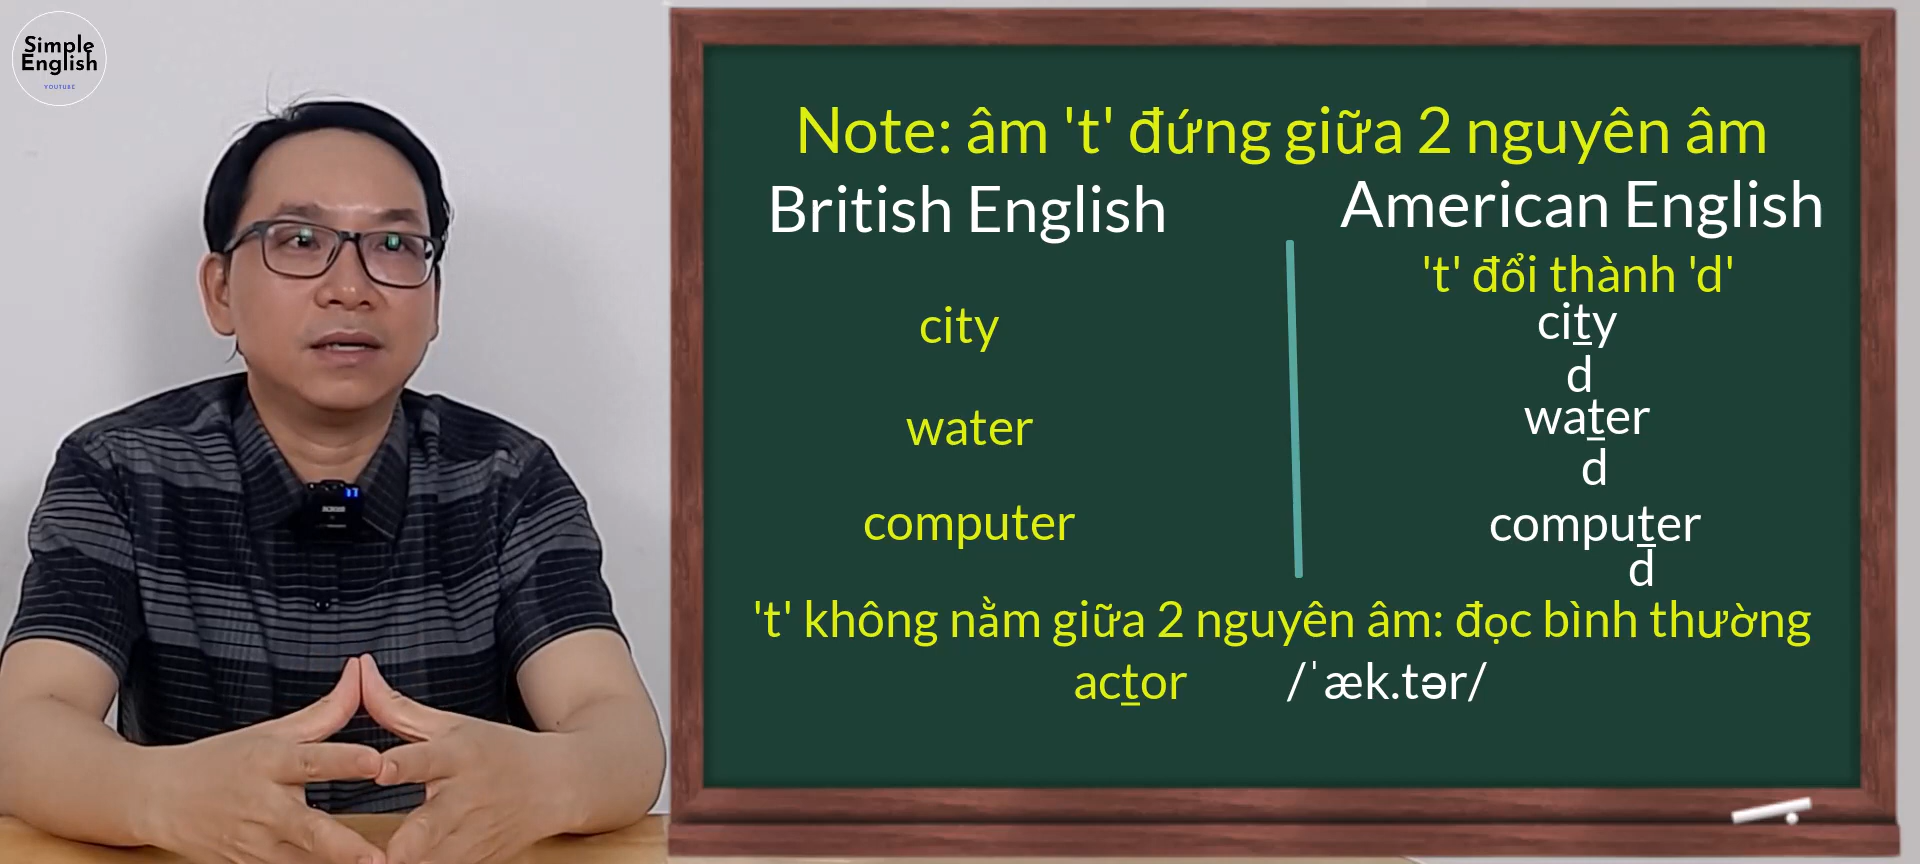 Simple
English
YOUTUBE
Note: âm 't' đứng giữa 2 nguyên âm
British English
American English
't' đổi thành 'd'
city
city
d
water
water
d
computer
computer
d
't' không nằm giữa 2 nguyên âm: đọc bình thường
actor /ˈæk.tər/